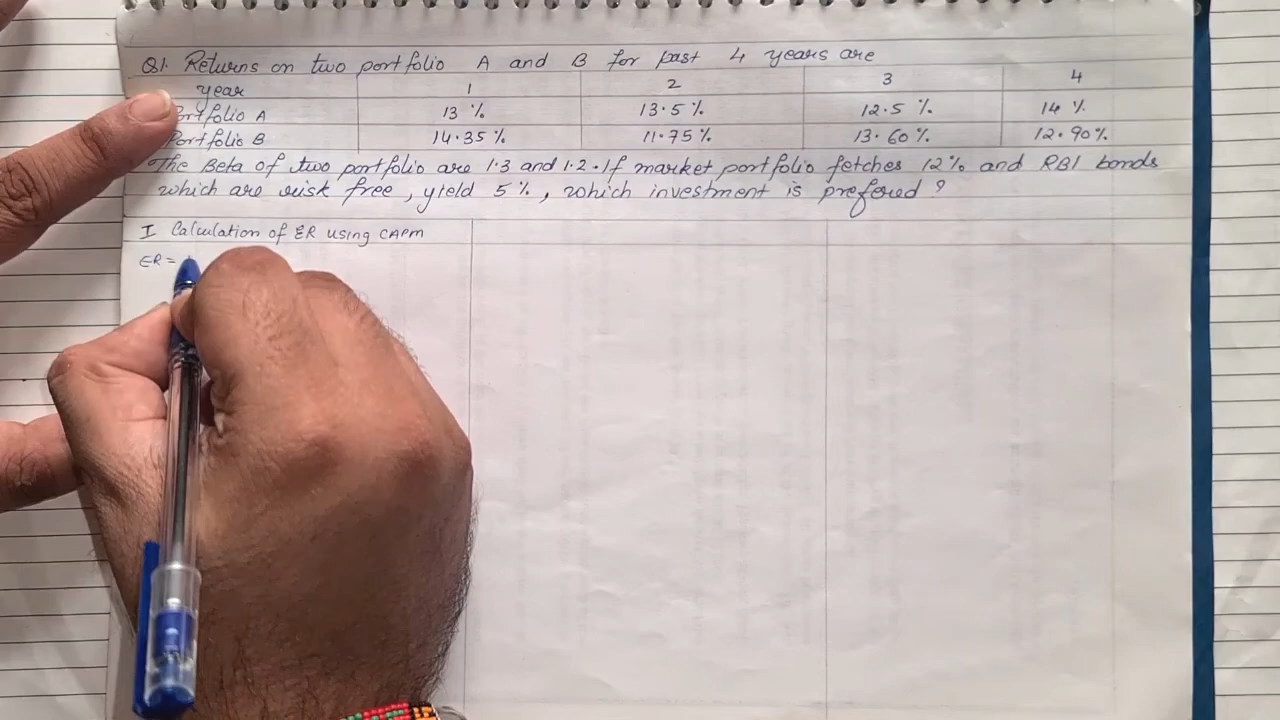 Q1. Returns on two portfolio A and B for past 4 years are
year 1 2 3 4
Portfolio A 13 % 13.5 % 12.5 % 14 %
Portfolio B 14.35 % 11.75 % 13.60 % 12.90 %
The Beta of two portfolio are 1.3 and 1.2. If market portfolio fetches 12% and RBI bonds
which are risk free, yield 5 %, which investment is prefered ?
I Calculation of ER using CAPM
ER =